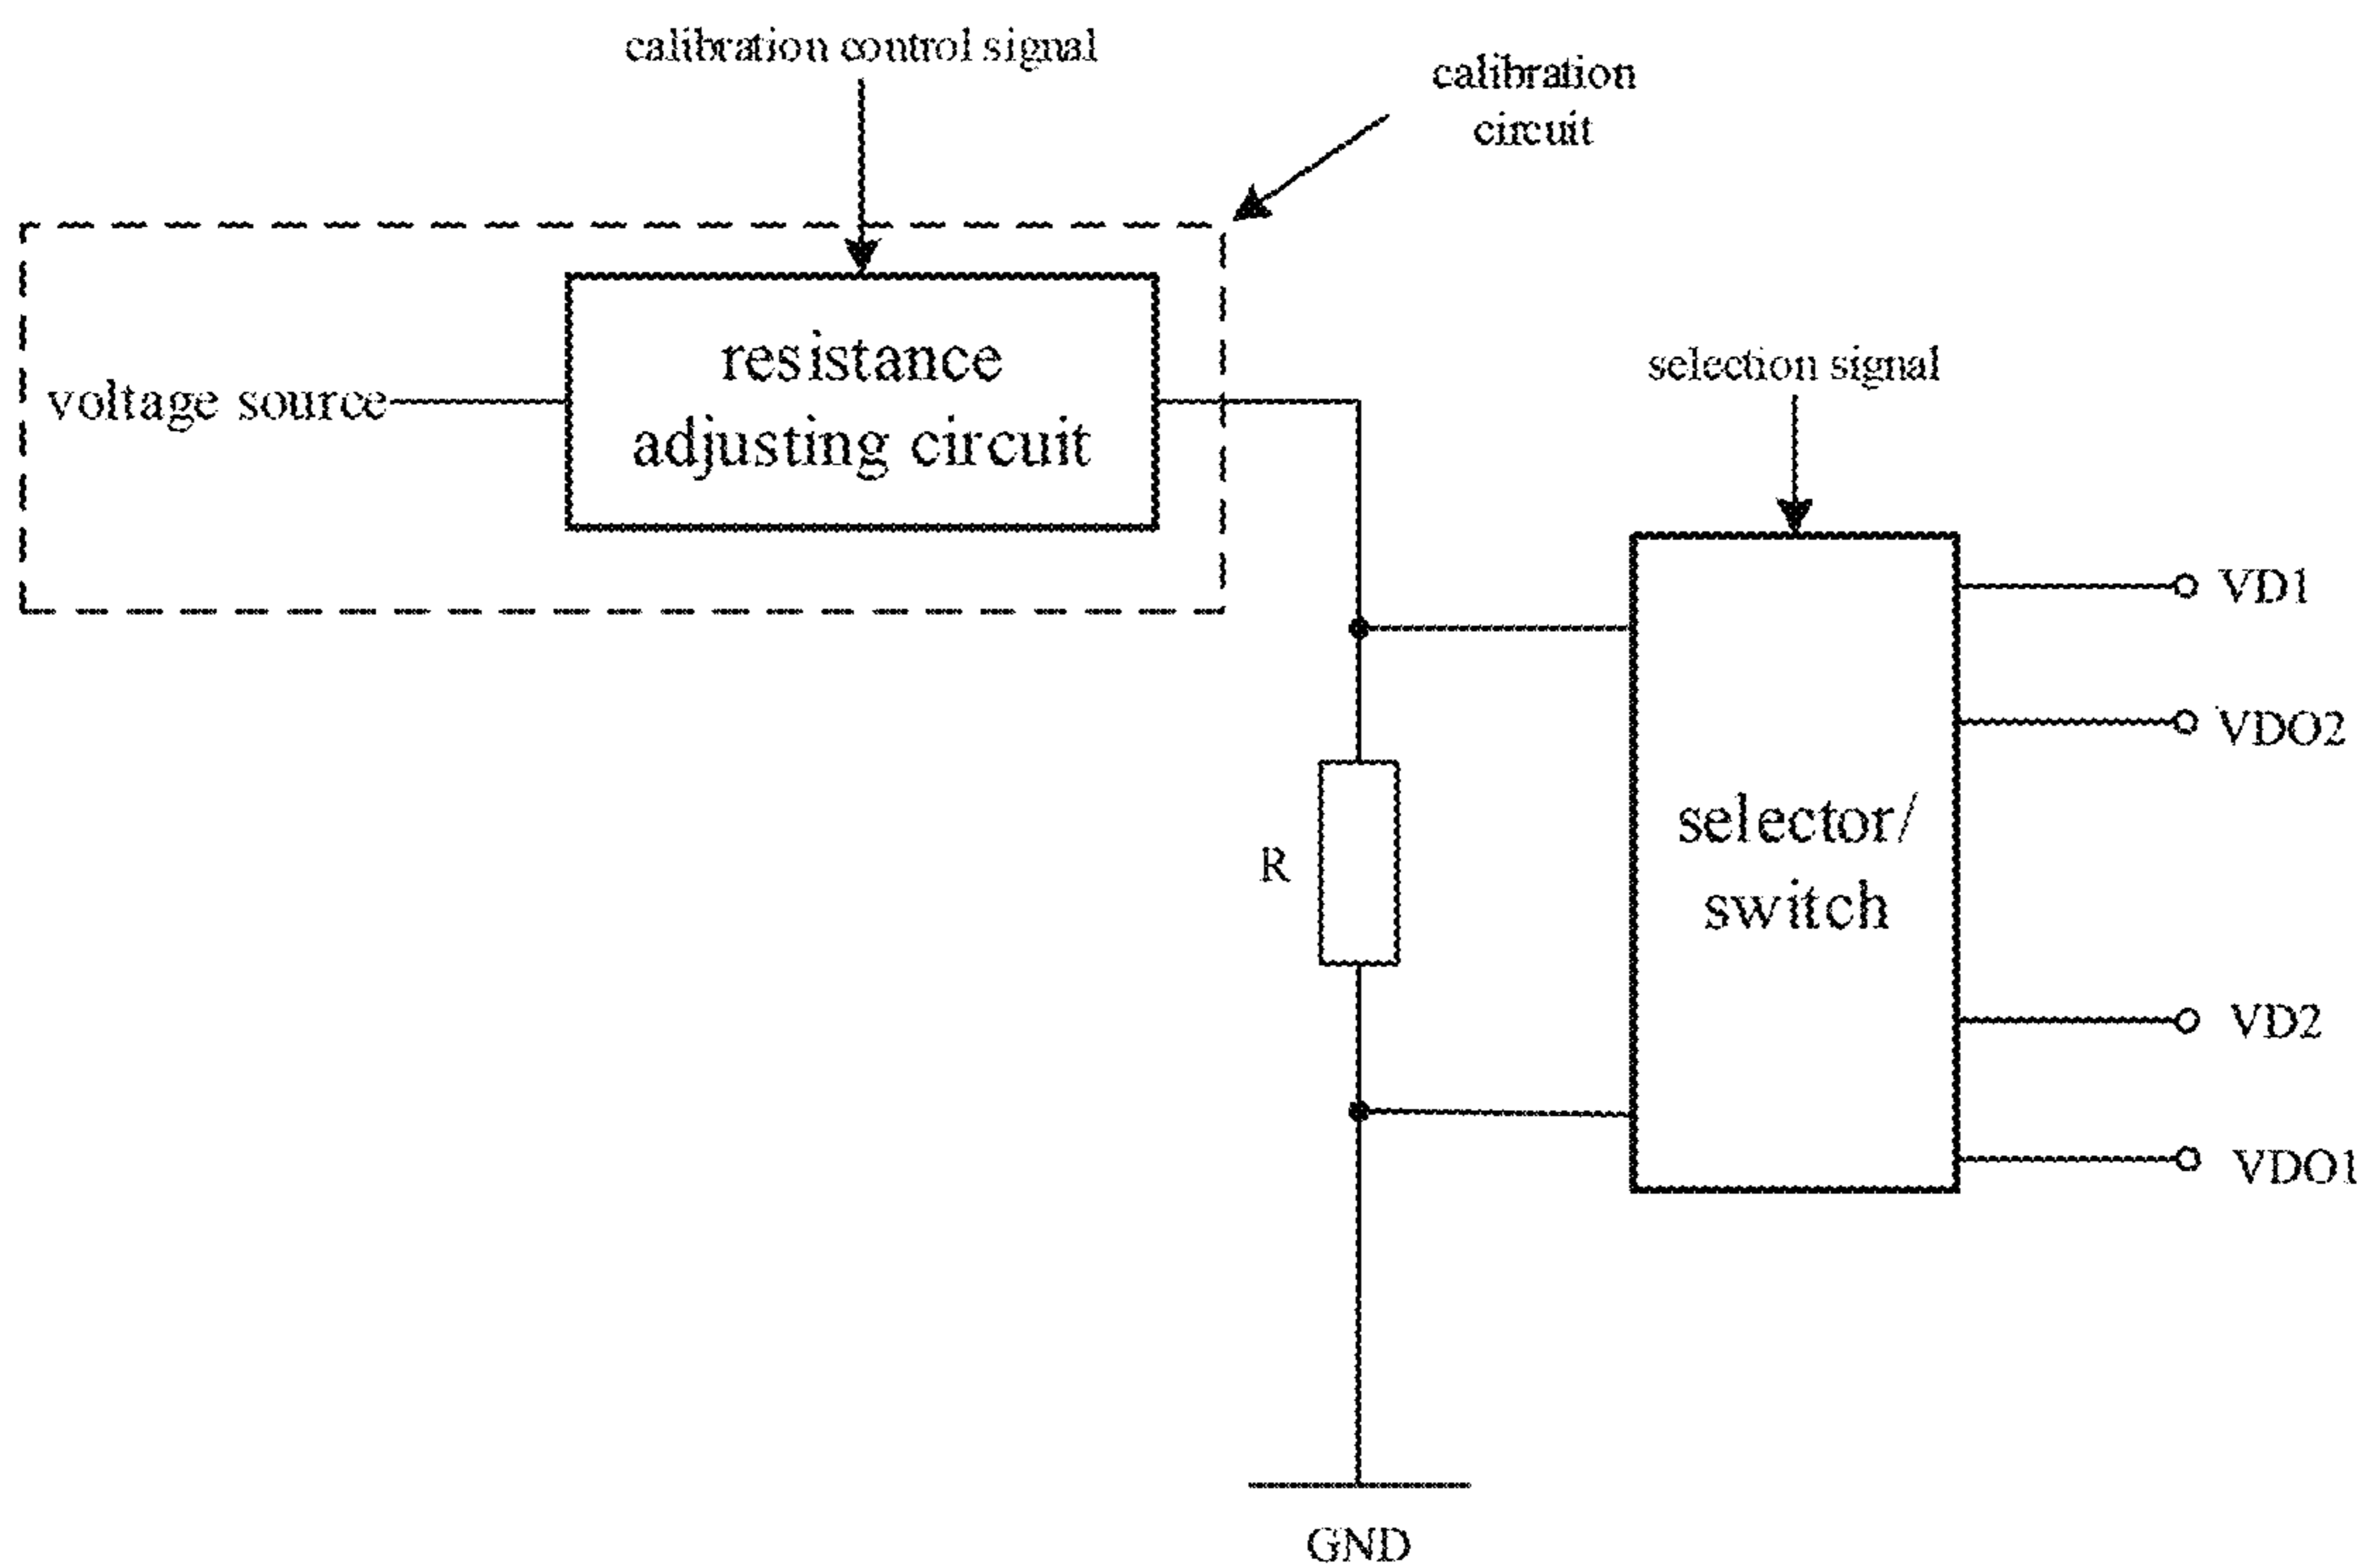 calibration control signal
calibration
circuit
resistance
adjusting circuit
voltage source
selection signal
VD1
VDO2
selector/
switch
R
VD2
VDO1
GND